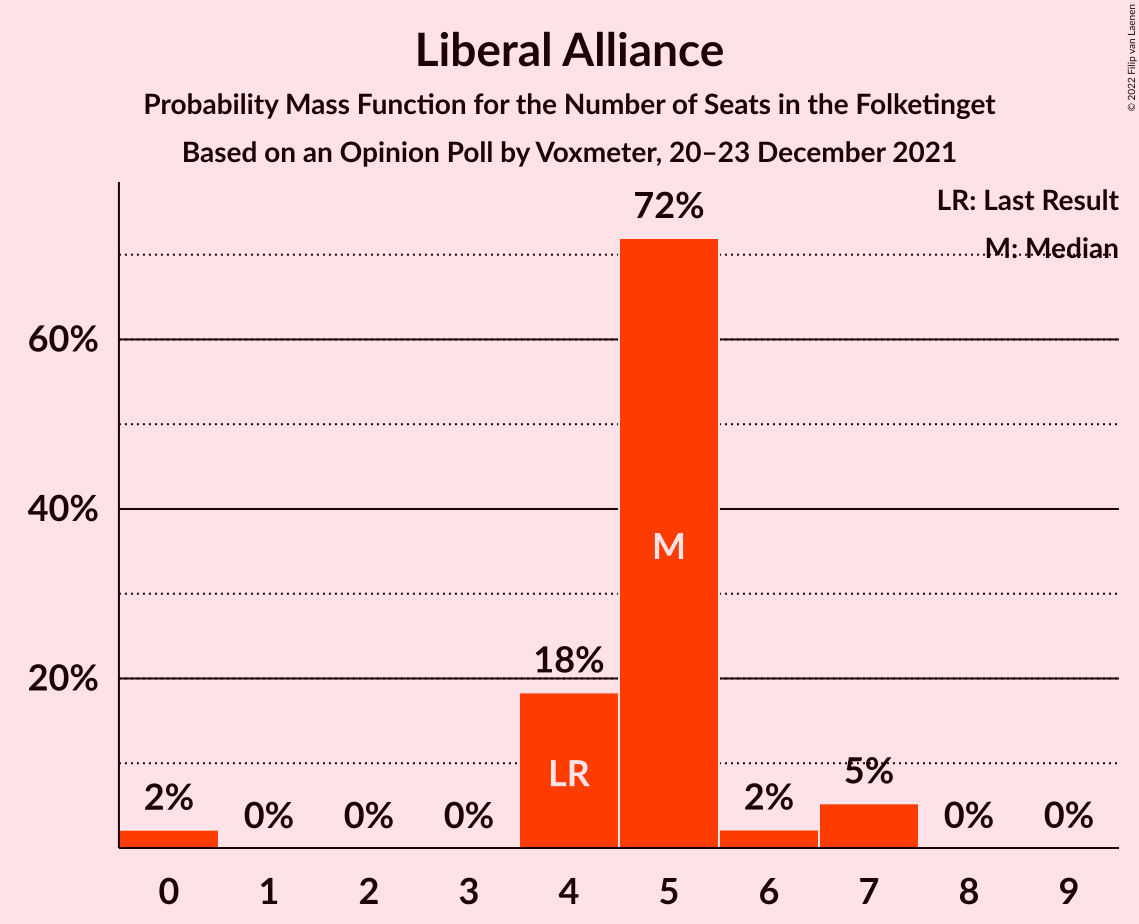 Liberal Alliance
Probability Mass Function for the Number of Seats in the Folketinget
Based on an Opinion Poll by Voxmeter, 20–23 December 2021
© 2022 Filip van Laenen
LR: Last Result
M: Median
72%
60%
40%
M
20%
18%
LR
2%
0%
0%
0%
2%
5%
0%
0%
0 1 2 3 4 5 6 7 8 9